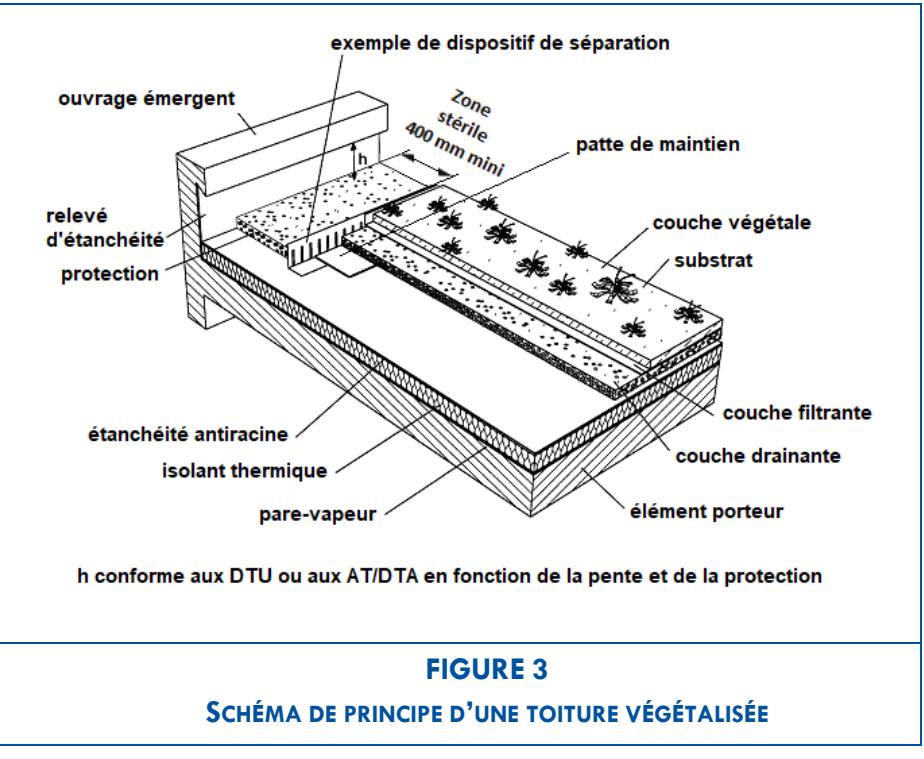 exemple de dispositif de séparation
ouvrage émergent
Zone
stérile
400 mm mini
h
patte de maintien
relevé
d'étanchéité
protection
couche végétale
substrat
couche filtrante
étanchéité antiracine
couche drainante
isolant thermique
pare-vapeur
élément porteur
h conforme aux DTU ou aux AT/DTA en fonction de la pente et de la protection
FIGURE 3
SCHÉMA DE PRINCIPE D'UNE TOITURE VÉGÉTALISÉE